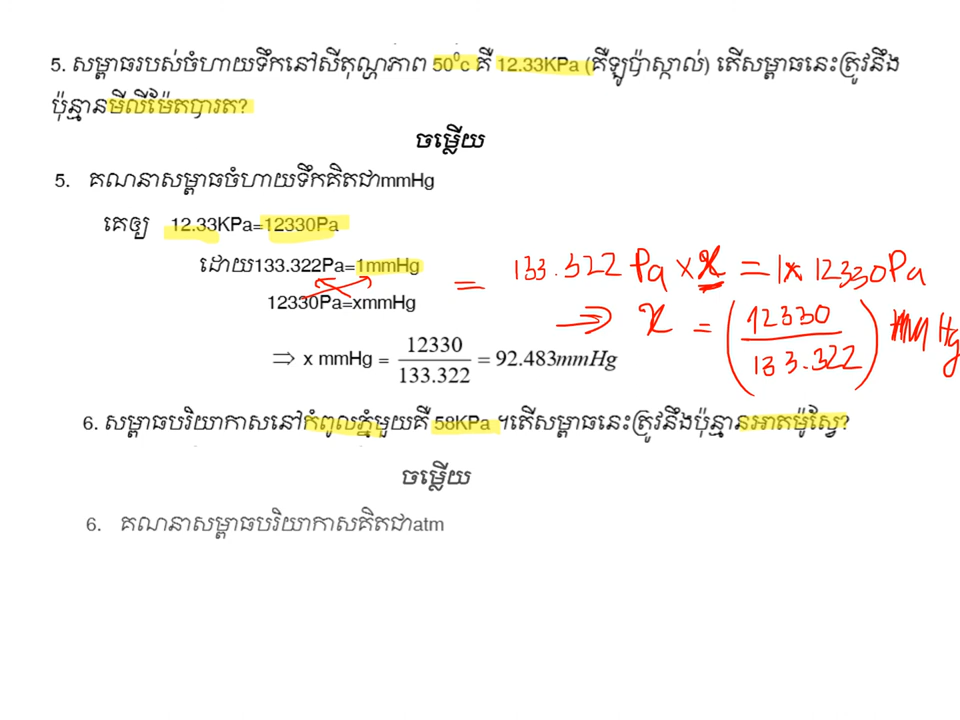 5. សម្ពាធរបស់ចំហាយទឹកនៅសីតុណ្ហភាព 50⁰c គឺ 12.33KPa (គីឡូប៉ាស្កាល់) តើសម្ពាធនេះត្រូវនឹង
ប៉ុន្មានមីលីម៉ែតបារត?
ចម្លើយ
5. គណនាសម្ពាធចំហាយទឹកគិតជាmmHg
គេឲ្យ 12.33KPa=12330Pa
ដោយ133.322Pa=1mmHg
= 133.322 Pa × x = 1 × 12330 Pa
12330Pa=xmmHg
⇒ x = (12330/133.322) mmHg
⇒ x mmHg = 12330/133.322 = 92.483mmHg
6. សម្ពាធបរិយាកាសនៅកំពូលភ្នំមួយគឺ 58KPa ។តើសម្ពាធនេះត្រូវនឹងប៉ុន្មានអាតម៉ូស្វែ?
ចម្លើយ
6. គណនាសម្ពាធបរិយាកាសគិតជាatm